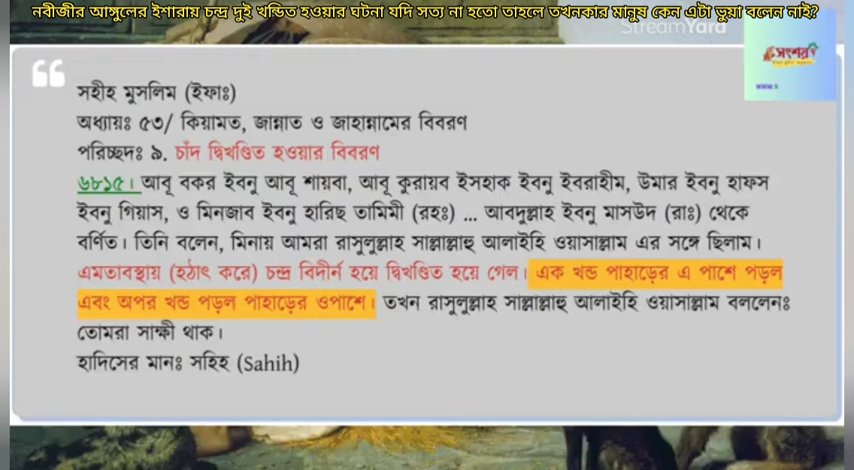 নবীজীর আঙ্গুলের ইশারায় চন্দ্র দুই খন্ডিত হওয়ার ঘটনা যদি সত্য না হতো তাহলে তখনকার মানুষ কেন এটা ভুয়া বলেন নাই?
StreamYard
সংশয়
www.s
সহীহ মুসলিম (ইফাঃ)
অধ্যায়ঃ ৫৩/ কিয়ামত, জান্নাত ও জাহান্নামের বিবরণ
পরিচ্ছদঃ ৯. চাঁদ দ্বিখণ্ডিত হওয়ার বিবরণ
৬৮১৫। আবূ বকর ইবনু আবূ শায়বা, আবূ কুরায়ব ইসহাক ইবনু ইবরাহীম, উমার ইবনু হাফস
ইবনু গিয়াস, ও মিনজাব ইবনু হারিছ তামিমী (রহঃ) ... আবদুল্লাহ ইবনু মাসউদ (রাঃ) থেকে
বর্ণিত। তিনি বলেন, মিনায় আমরা রাসুলুল্লাহ সাল্লাল্লাহু আলাইহি ওয়াসাল্লাম এর সঙ্গে ছিলাম।
এমতাবস্থায় (হঠাৎ করে) চন্দ্র বিদীর্ন হয়ে দ্বিখণ্ডিত হয়ে গেল। এক খন্ড পাহাড়ের এ পাশে পড়ল
এবং অপর খন্ড পড়ল পাহাড়ের ওপাশে। তখন রাসুলুল্লাহ সাল্লাল্লাহু আলাইহি ওয়াসাল্লাম বললেনঃ
তোমরা সাক্ষী থাক।
হাদিসের মানঃ সহিহ (Sahih)